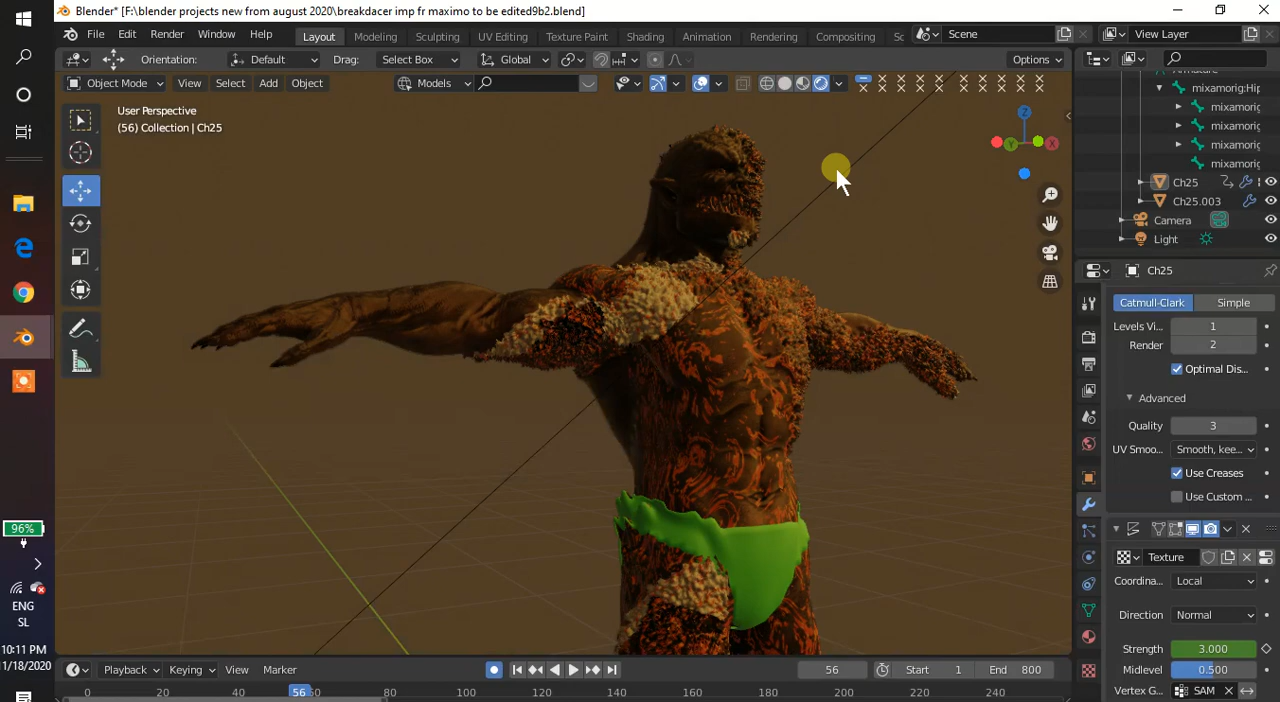 Blender* [F:\blender projects new from august 2020\breakdacer imp fr maximo to be edited9b2.blend]
File Edit Render Window Help Layout Modeling Sculpting UV Editing Texture Paint Shading Animation Rendering Compositing Sc Scene View Layer
Orientation: Default Drag: Select Box Global Options
Object Mode View Select Add Object Models
User Perspective
(56) Collection | Ch25
Z
Y
X
Armature
mixamorig:Hip
mixamorig
mixamorig
mixamorig
mixamorig
Ch25
Ch25.003
Camera
Light
Ch25
Catmull-Clark Simple
Levels Vi... 1
Render 2
Optimal Dis...
Advanced
Quality 3
UV Smoo... Smooth, kee...
Use Creases
Use Custom ...
Texture
Coordina... Local
Direction Normal
Strength 3.000
Midlevel 0.500
Vertex G... SAM
96%
ENG
SL
10:11 PM
11/18/2020
Playback Keying View Marker 56 Start 1 End 800
0 20 40 56 60 80 100 120 140 160 180 200 220 240